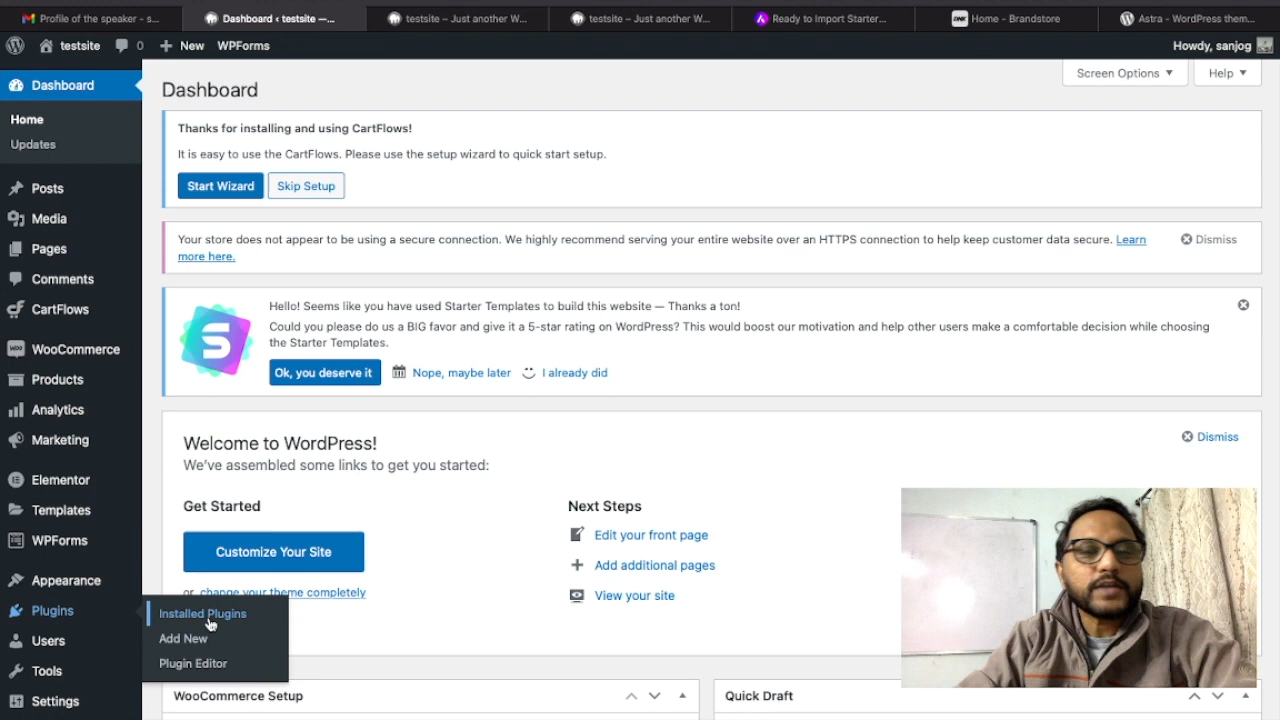 Profile of the speaker - s...
Dashboard ‹ testsite —...
testsite – Just another W...
testsite – Just another W...
Ready to Import Starter...
Home - Brandstore
Astra - WordPress them...
testsite
0
New
WPForms
Howdy, sanjog
Dashboard
Home
Updates
Posts
Media
Pages
Comments
CartFlows
WooCommerce
Products
Analytics
Marketing
Elementor
Templates
WPForms
Appearance
Plugins
Users
Tools
Settings
Installed Plugins
Add New
Plugin Editor
Screen Options
Help
Dashboard
Thanks for installing and using CartFlows!
It is easy to use the CartFlows. Please use the setup wizard to quick start setup.
Start Wizard
Skip Setup
Your store does not appear to be using a secure connection. We highly recommend serving your entire website over an HTTPS connection to help keep customer data secure. Learn
more here.
Dismiss
Hello! Seems like you have used Starter Templates to build this website — Thanks a ton!
Could you please do us a BIG favor and give it a 5-star rating on WordPress? This would boost our motivation and help other users make a comfortable decision while choosing
the Starter Templates.
Ok, you deserve it
Nope, maybe later
I already did
Welcome to WordPress!
We've assembled some links to get you started:
Dismiss
Get Started
Customize Your Site
or change your theme completely
Next Steps
Edit your front page
Add additional pages
View your site
WooCommerce Setup
Quick Draft